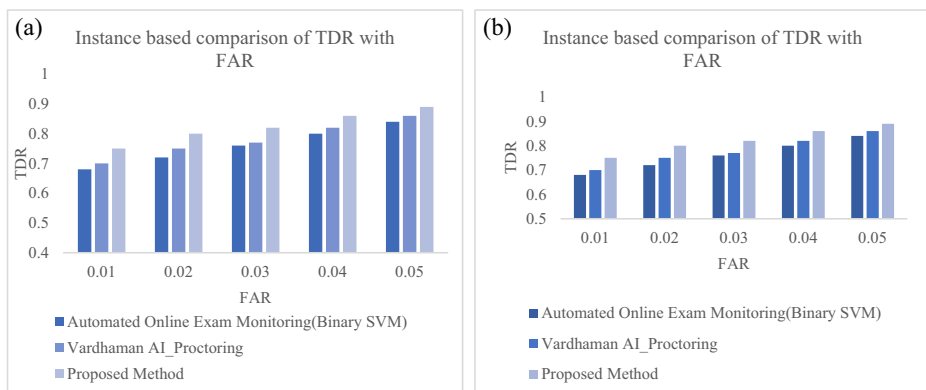 (a)
Instance based comparison of TDR with
FAR
1
0.9
0.8
0.7
0.6
0.5
0.4
TDR
0.01 0.02 0.03 0.04 0.05
FAR
Automated Online Exam Monitoring(Binary SVM)
Vardhaman AI_Proctoring
Proposed Method
(b)
Instance based comparison of TDR with
FAR
1
0.9
0.8
0.7
0.6
0.5
TDR
0.01 0.02 0.03 0.04 0.05
FAR
Automated Online Exam Monitoring(Binary SVM)
Vardhaman AI_Proctoring
Proposed Method